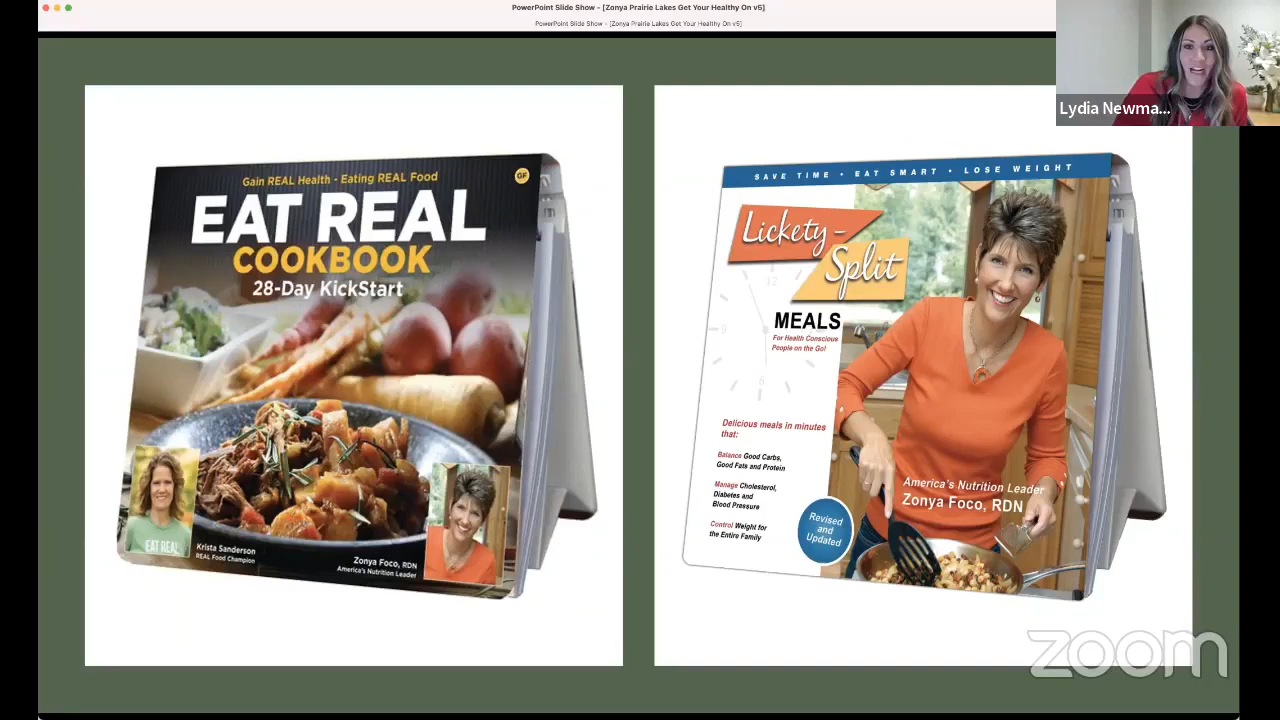 PowerPoint Slide Show - [Zonya Prairie Lakes Get Your Healthy On v5]
PowerPoint Slide Show - [Zonya Prairie Lakes Get Your Healthy On v5]
Lydia Newma...
Gain REAL Health - Eating REAL Food
GF
EAT REAL
COOKBOOK
28-Day KickStart
EAT REAL
Krista Sanderson
REAL Food Champion
Zonya Foco, RDN
America's Nutrition Leader
SAVE TIME • EAT SMART • LOSE WEIGHT
Lickety-
Split
MEALS
For Health Conscious
People on the Go!
12
6
Delicious meals in minutes
that:
Balance Good Carbs,
Good Fats and Protein
Manage Cholesterol,
Diabetes and
Blood Pressure
Control Weight for
the Entire Family
Revised
and
Updated
America's Nutrition Leader
Zonya Foco, RDN
zoom